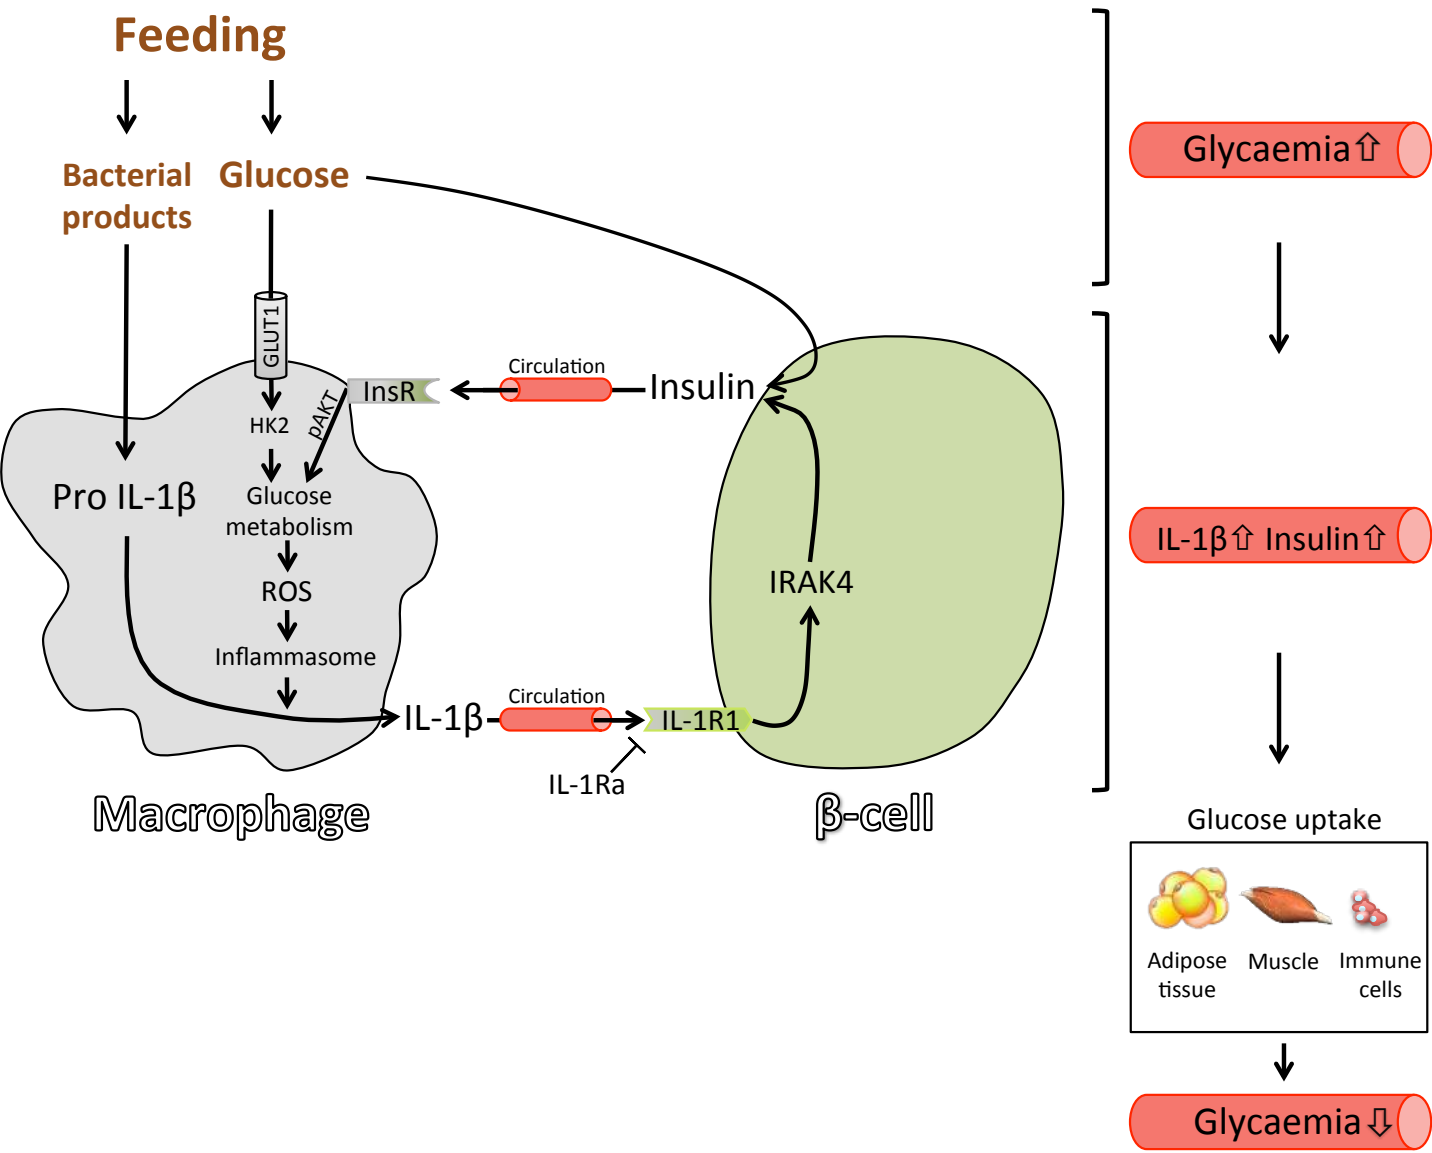 Feeding
Bacterial
products
Glucose
GLUT1
HK2
pAKT
InsR
Circulation
Insulin
Pro IL-1β
Glucose
metabolism
ROS
Inflammasome
IL-1β
Circulation
IL-1R1
IL-1Ra
IRAK4
Macrophage
β-cell
Glycaemia⇧
IL-1β⇧ Insulin⇧
Glucose uptake
Adipose
tissue
Muscle
Immune
cells
Glycaemia⇩